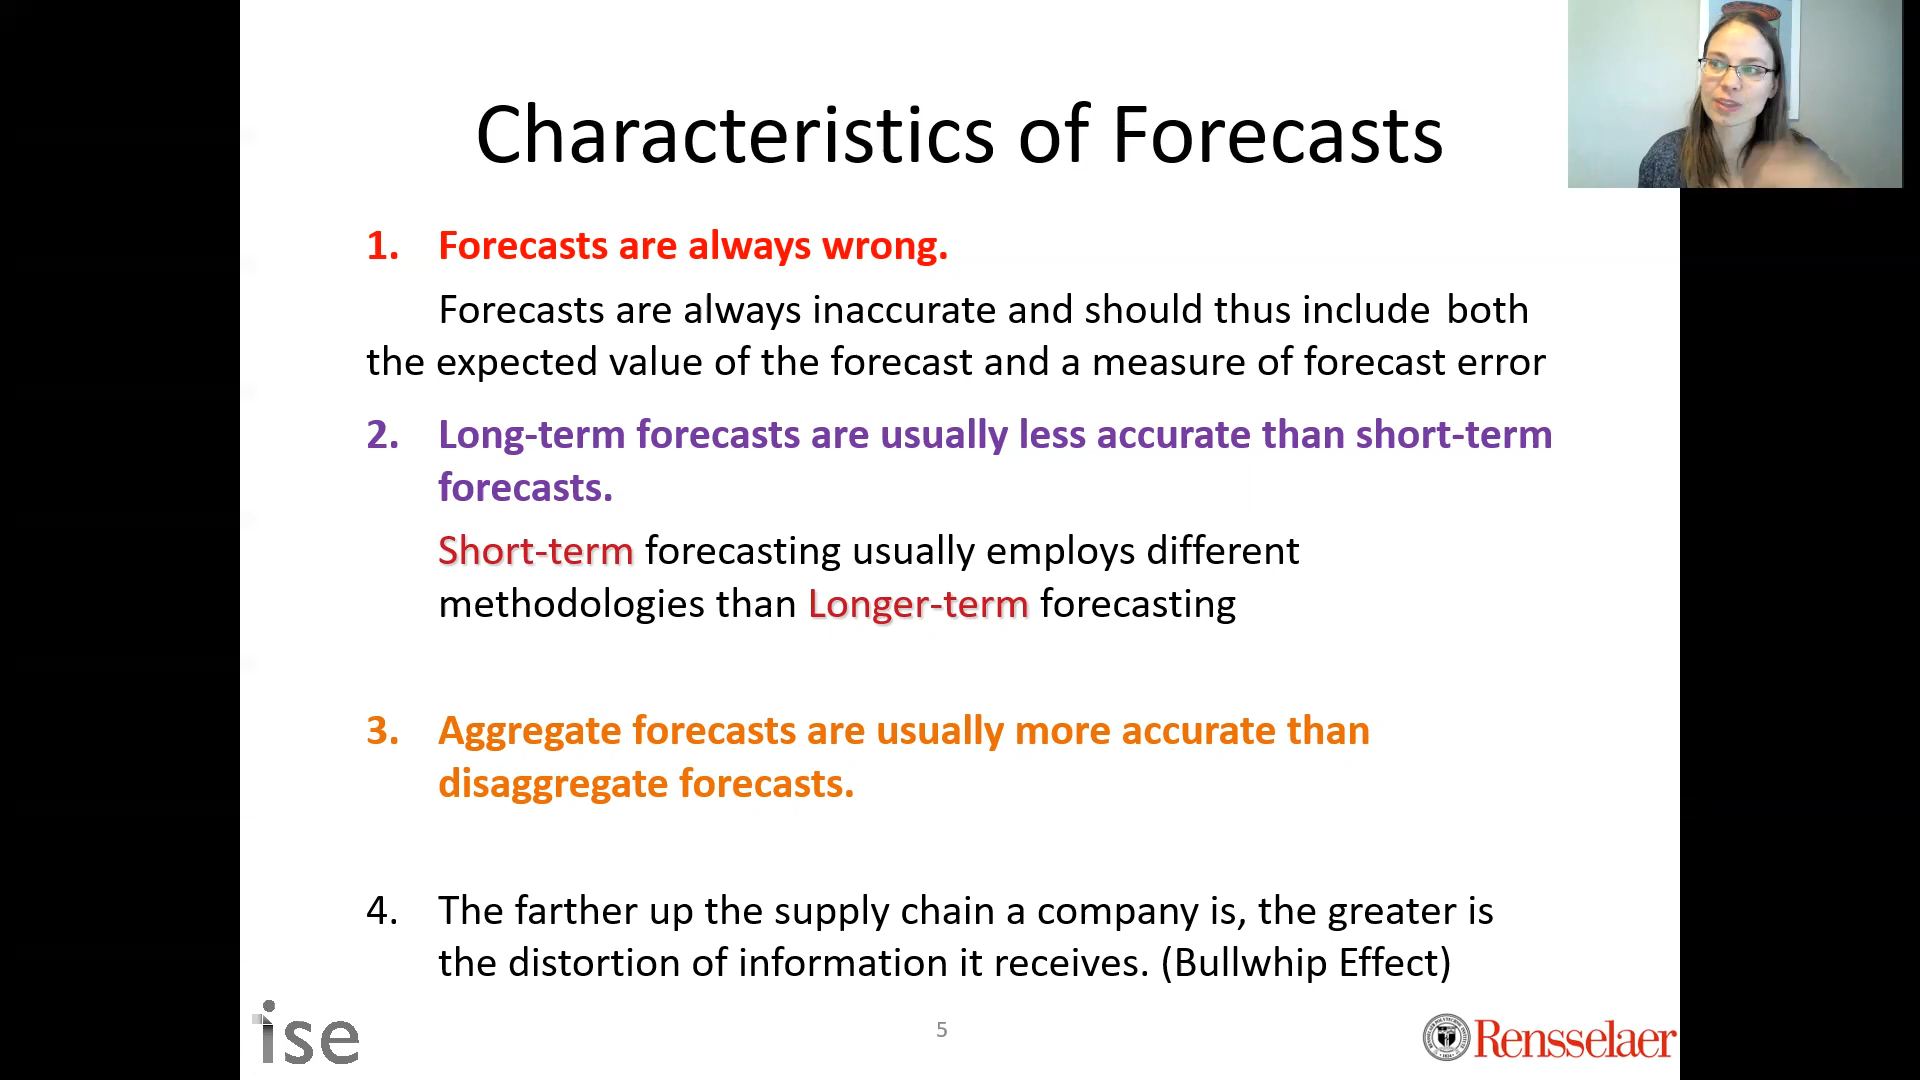 Characteristics of Forecasts
1. Forecasts are always wrong.
Forecasts are always inaccurate and should thus include both
the expected value of the forecast and a measure of forecast error
2. Long-term forecasts are usually less accurate than short-term
forecasts.
Short-term forecasting usually employs different
methodologies than Longer-term forecasting
3. Aggregate forecasts are usually more accurate than
disaggregate forecasts.
4. The farther up the supply chain a company is, the greater is
the distortion of information it receives. (Bullwhip Effect)
ise
5
Rensselaer